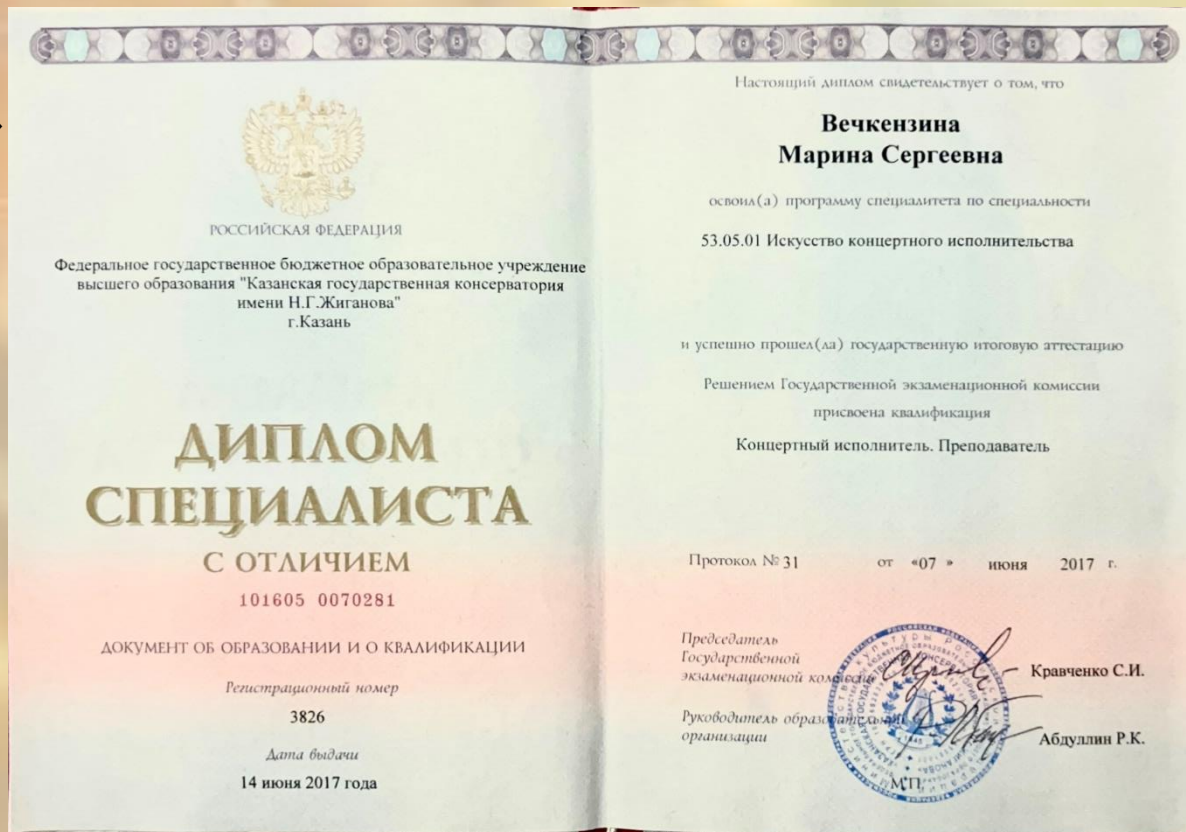 РОССИЙСКАЯ ФЕДЕРАЦИЯ
Федеральное государственное бюджетное образовательное учреждение
высшего образования "Казанская государственная консерватория
имени Н.Г.Жиганова"
г.Казань
ДИПЛОМ
СПЕЦИАЛИСТА
С ОТЛИЧИЕМ
101605 0070281
ДОКУМЕНТ ОБ ОБРАЗОВАНИИ И О КВАЛИФИКАЦИИ
Регистрационный номер
3826
Дата выдачи
14 июня 2017 года
Настоящий диплом свидетельствует о том, что
Вечкензина
Марина Сергеевна
освоил(а) программу специалитета по специальности
53.05.01 Искусство концертного исполнительства
и успешно прошел(ла) государственную итоговую аттестацию
Решением Государственной экзаменационной комиссии
присвоена квалификация
Концертный исполнитель. Преподаватель
Протокол № 31 от «07 » июня 2017 г.
Председатель
Государственной
экзаменационной комиссии Кравченко С.И.
Руководитель образовательной
организации Абдуллин Р.К.
М.П.